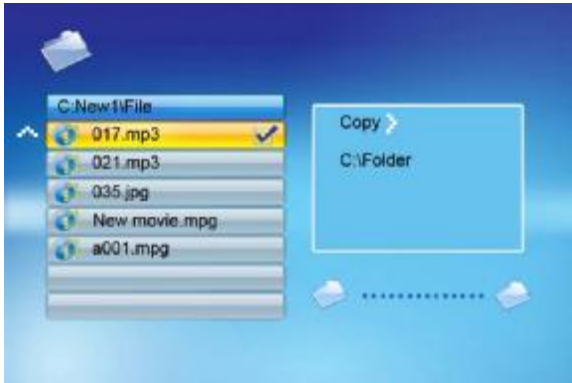 C:New1\File
017.mp3
021.mp3
035.jpg
New movie.mpg
a001.mpg
Copy
C:\Folder